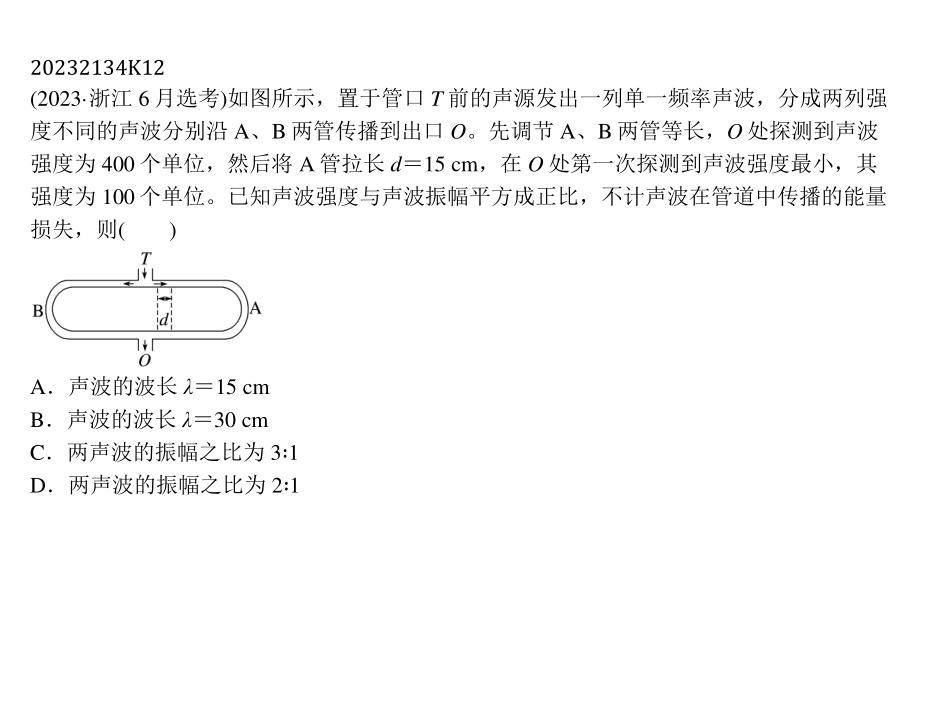 20232134K12
(2023·浙江 6 月选考)如图所示，置于管口 T 前的声源发出一列单一频率声波，分成两列强
度不同的声波分别沿 A、B 两管传播到出口 O。先调节 A、B 两管等长，O 处探测到声波
强度为 400 个单位，然后将 A 管拉长 d＝15 cm，在 O 处第一次探测到声波强度最小，其
强度为 100 个单位。已知声波强度与声波振幅平方成正比，不计声波在管道中传播的能量
损失，则(　　)
T
B
A
d
O
A．声波的波长 λ＝15 cm
B．声波的波长 λ＝30 cm
C．两声波的振幅之比为 3∶1
D．两声波的振幅之比为 2∶1